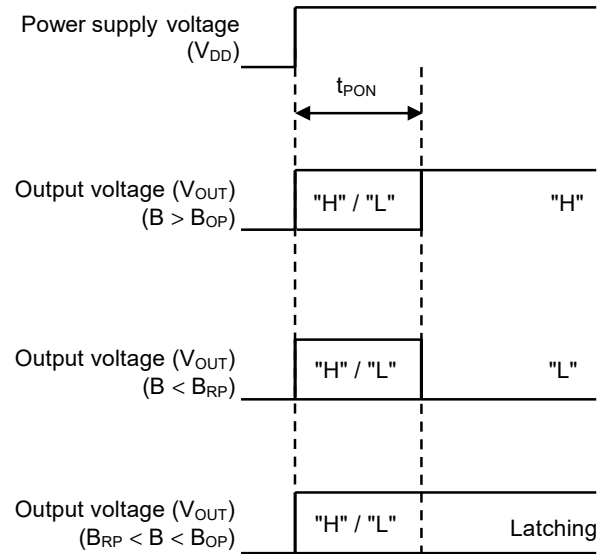 Power supply voltage
(VDD)
tPON
Output voltage (VOUT)
(B > BOP)
"H" / "L"
"H"
Output voltage (VOUT)
(B < BRP)
"H" / "L"
"L"
Output voltage (VOUT)
(BRP < B < BOP)
"H" / "L"
Latching